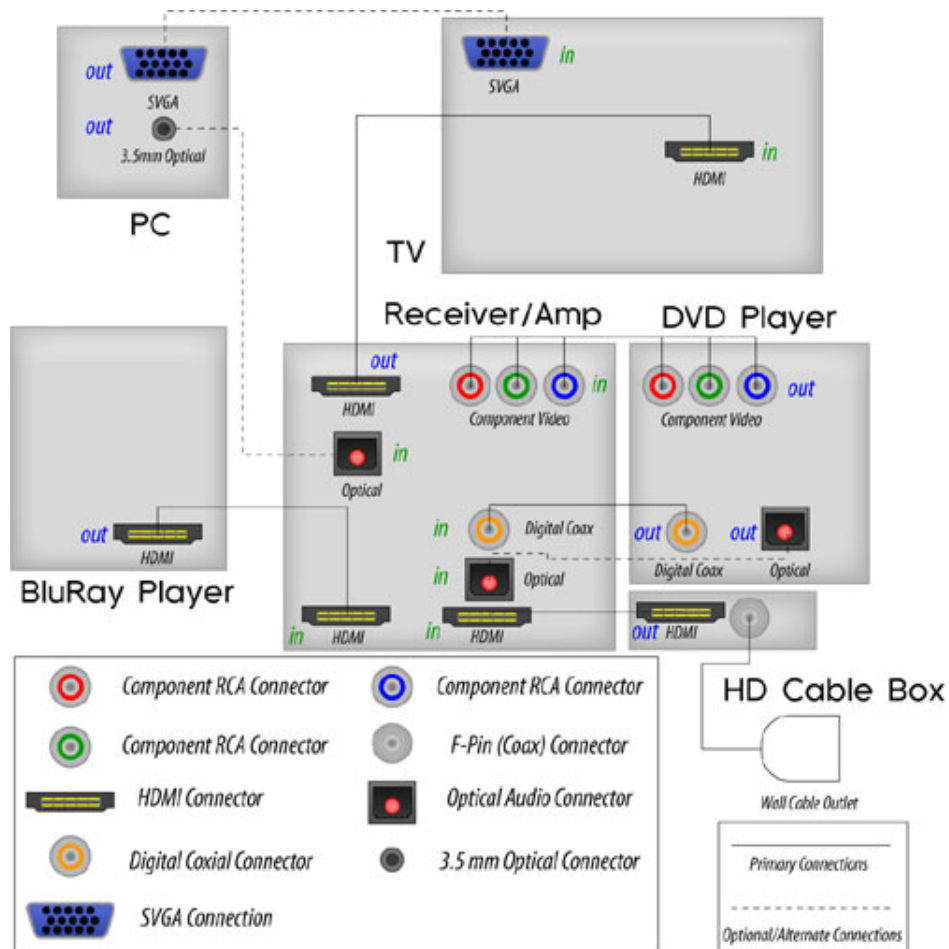 out
SVGA
out
3.5mm Optical
PC
in
SVGA
in
HDMI
TV
Receiver/Amp
DVD Player
out
HDMI
in
Component Video
out
Component Video
in
Optical
out
HDMI
BluRay Player
in
Digital Coax
in
Optical
out
Digital Coax
out
Optical
in
HDMI
in
HDMI
out
HDMI
HD Cable Box
Wall Cable Outlet
Component RCA Connector
Component RCA Connector
Component RCA Connector
F-Pin (Coax) Connector
HDMI Connector
Optical Audio Connector
Digital Coxial Connector
3.5 mm Optical Connector
SVGA Connection
Primary Connections
Optional/Alternate Connections